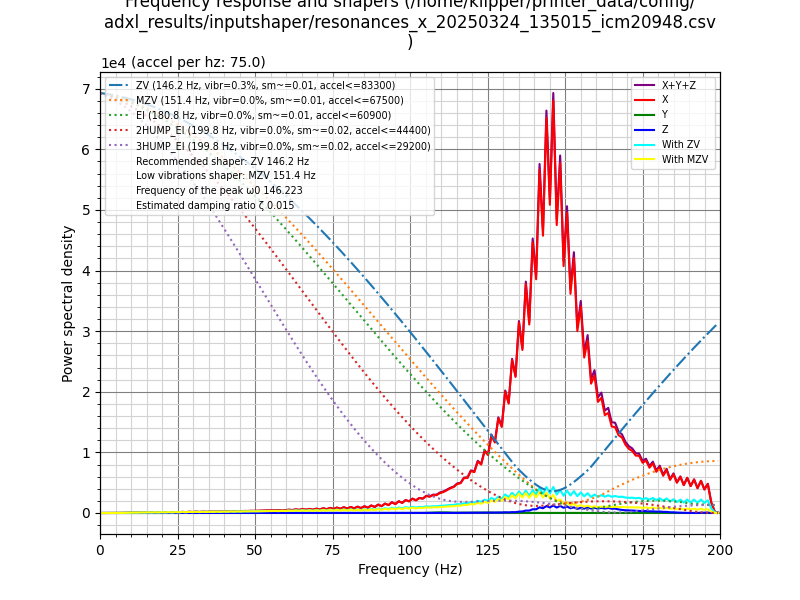 Frequency response and shapers (/home/klipper/printer_data/config/
adxl_results/inputshaper/resonances_x_20250324_135015_icm20948.csv
)
1e4 (accel per hz: 75.0)
ZV (146.2 Hz, vibr=0.3%, sm~=0.01, accel<=83300)
MZV (151.4 Hz, vibr=0.0%, sm~=0.01, accel<=67500)
EI (180.8 Hz, vibr=0.0%, sm~=0.01, accel<=60900)
2HUMP_EI (199.8 Hz, vibr=0.0%, sm~=0.02, accel<=44400)
3HUMP_EI (199.8 Hz, vibr=0.0%, sm~=0.02, accel<=29200)
Recommended shaper: ZV 146.2 Hz
Low vibrations shaper: MZV 151.4 Hz
Frequency of the peak ω0 146.223
Estimated damping ratio ζ 0.015
X+Y+Z
X
Y
Z
With ZV
With MZV
Power spectral density
7
6
5
4
3
2
1
0
0
25
50
75
100
125
150
175
200
Frequency (Hz)